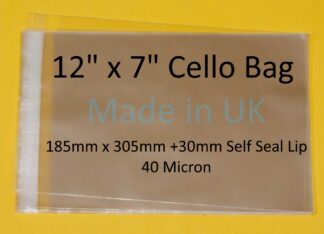 12" x 7" Cello Bag
Made in UK
185mm x 305mm +30mm Self Seal Lip
40 Micron